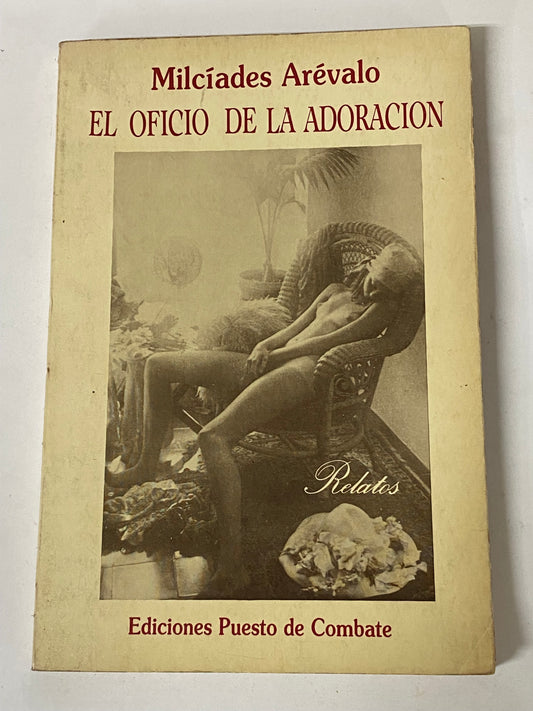 Milcíades Arévalo
EL OFICIO DE LA ADORACION
Relatos
Ediciones Puesto de Combate